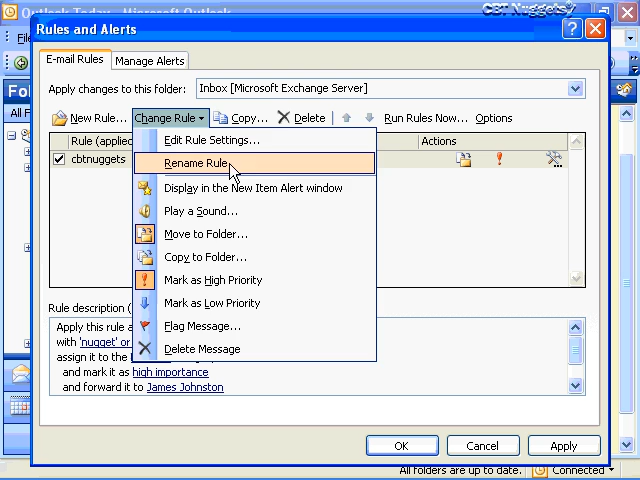 Outlook Today - Microsoft Outlook
CBT Nuggets
Rules and Alerts
E-mail Rules
Manage Alerts
Apply changes to this folder:
Inbox [Microsoft Exchange Server]
New Rule...
Change Rule
Copy...
Delete
Run Rules Now...
Options
All F
Rule (applied
Actions
cbtnuggets
Edit Rule Settings...
Rename Rule
Display in the New Item Alert window
Play a Sound...
Move to Folder...
Copy to Folder...
Mark as High Priority
Mark as Low Priority
Flag Message...
Delete Message
Rule description (
Apply this rule a
with 'nugget' or
assign it to the
and mark it as high importance
and forward it to James Johnston
OK
Cancel
Apply
All folders are up to date.
Connected